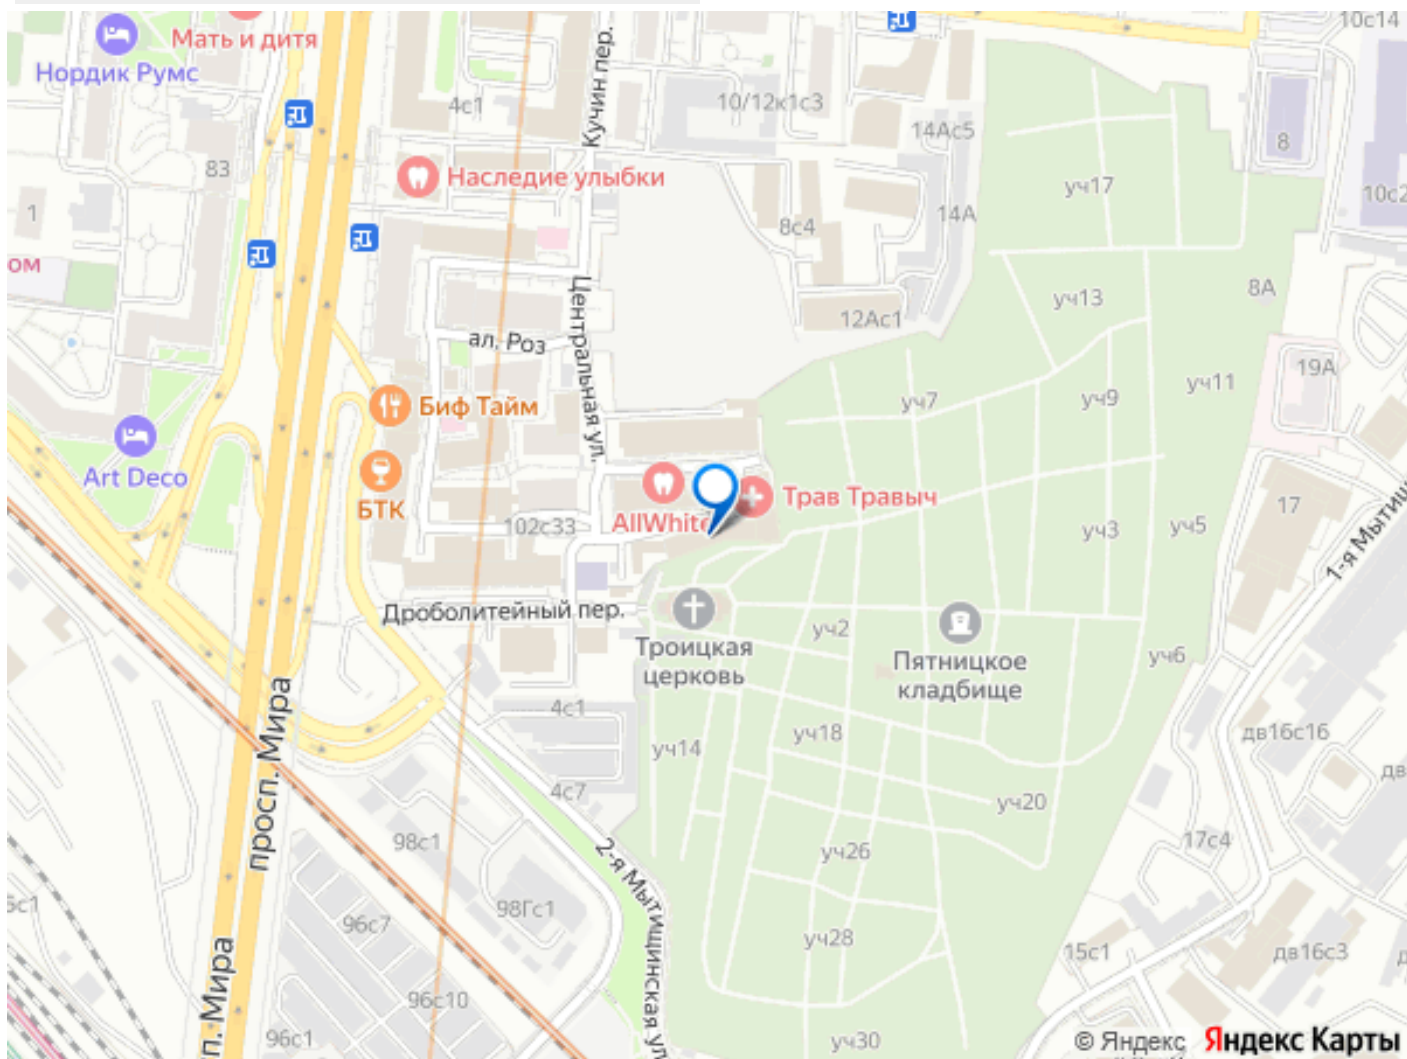 10с14
Мать и дитя
Нордик Румс
4с1
Кучин пер.
10/12к1с3
14Ас5
8
83
Наследие улыбки
уч17
10с2
1
14А
8с4
ом
Центральная ул.
8А
уч13
12Ас1
ал. Роз
19А
уч11
уч9
уч7
Биф Тайм
Art Deco
БТК
AllWhite
Трав Травыч
102с33
17
уч3
уч5
1-я Мытищ
Дроболитейный пер.
Троицкая
церковь
уч2
Пятницкое
кладбище
уч6
4с1
уч14
уч18
дв16с16
дв
просп. Мира
4с7
уч20
98с1
17с4
2-я Мытищинская ул.
уч26
98Гс1
96с7
уч28
15с1
дв16с3
п. Мира
96с10
96с1
уч30
© Яндекс Яндекс Карты